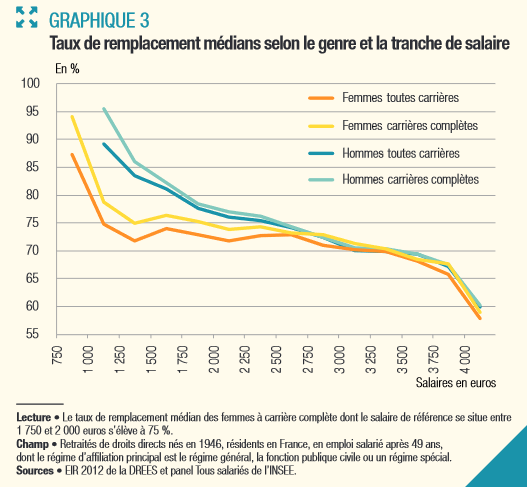 GRAPHIQUE 3
Taux de remplacement médians selon le genre et la tranche de salaire
En %
100
95
90
85
80
75
70
65
60
55
Femmes toutes carrières
Femmes carrières complètes
Hommes toutes carrières
Hommes carrières complètes
750
1 000
1 250
1 500
1 750
2 000
2 250
2 500
2 750
3 000
3 250
3 500
3 750
4 000
Salaires en euros
Lecture • Le taux de remplacement médian des femmes à carrière complète dont le salaire de référence se situe entre
1 750 et 2 000 euros s'élève à 75 %.
Champ • Retraités de droits directs nés en 1946, résidents en France, en emploi salarié après 49 ans,
dont le régime d'affiliation principal est le régime général, la fonction publique civile ou un régime spécial.
Sources • EIR 2012 de la DREES et panel Tous salariés de l'INSEE.